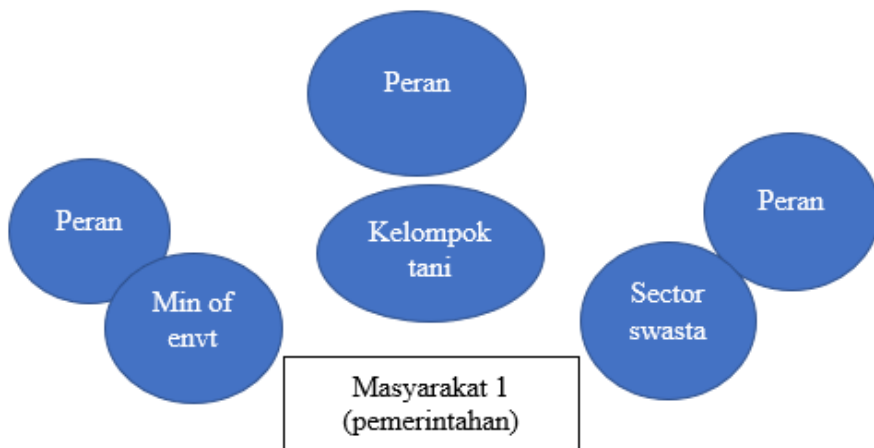 Peran
Kelompok
tani
Peran
Min of
envt
Peran
Sector
swasta
Masyarakat 1
(pemerintahan)